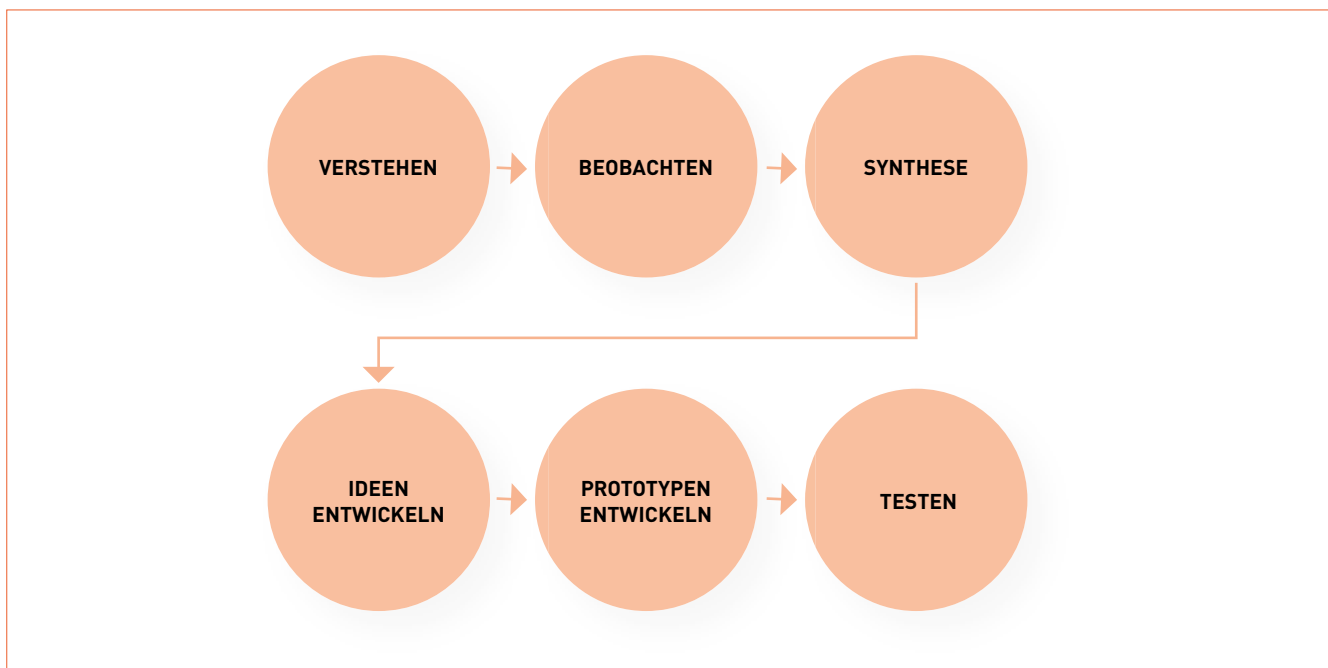 VERSTEHEN
BEOBACHTEN
SYNTHESE
IDEEN
ENTWICKELN
PROTOTYPEN
ENTWICKELN
TESTEN